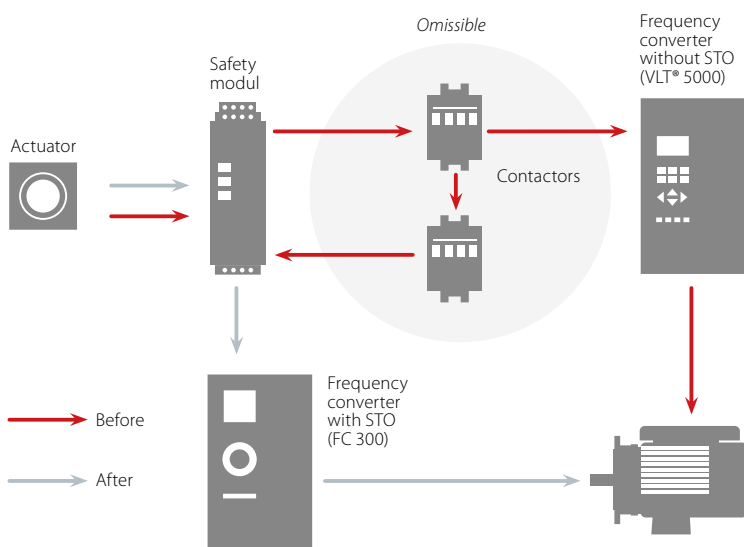 Omissible
Frequency
converter
without STO
(VLT® 5000)
Safety
modul
Actuator
Contactors
Frequency
converter
with STO
(FC 300)
Before
After